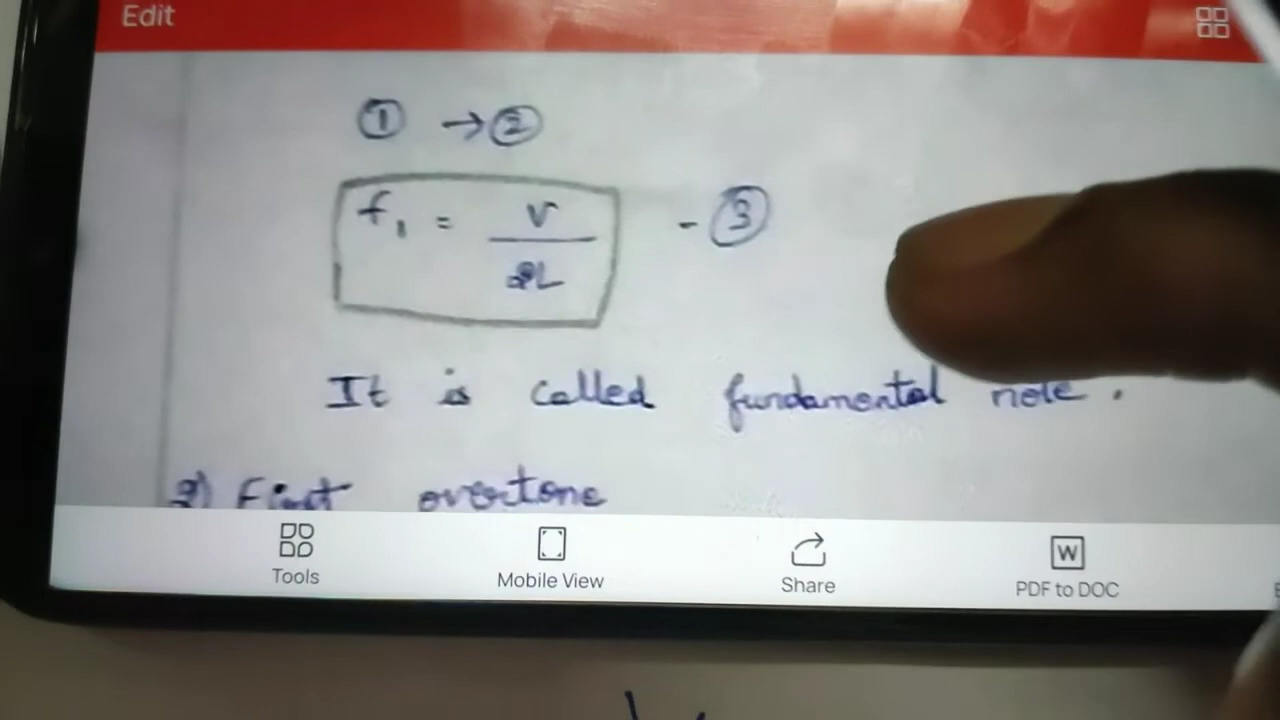 Edit
① → ②
f₁ = v / 2L - ③
It is called fundamental note.
2) First overtone
Tools Mobile View Share PDF to DOC